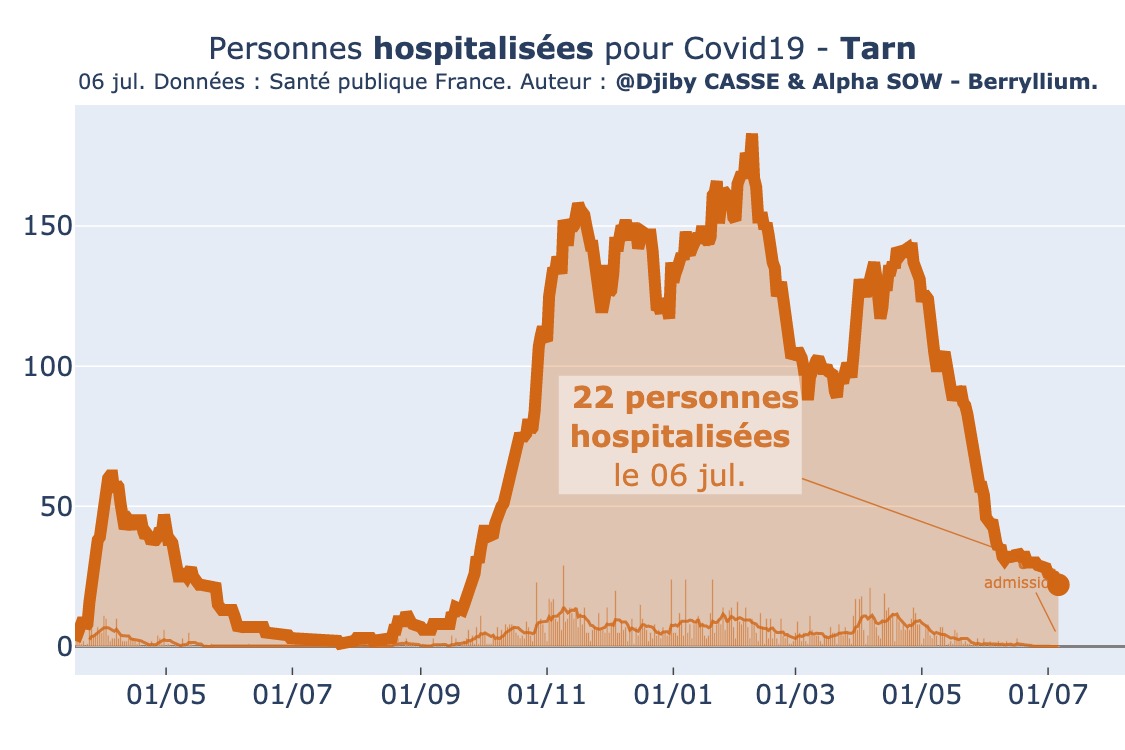 Personnes hospitalisées pour Covid19 - Tarn
06 jul. Données : Santé publique France. Auteur : @Djiby CASSE & Alpha SOW - Berryllium.
150
100
50
0
22 personnes
hospitalisées
le 06 jul.
01/05 01/07 01/09 01/11 01/01 01/03 01/05 01/07